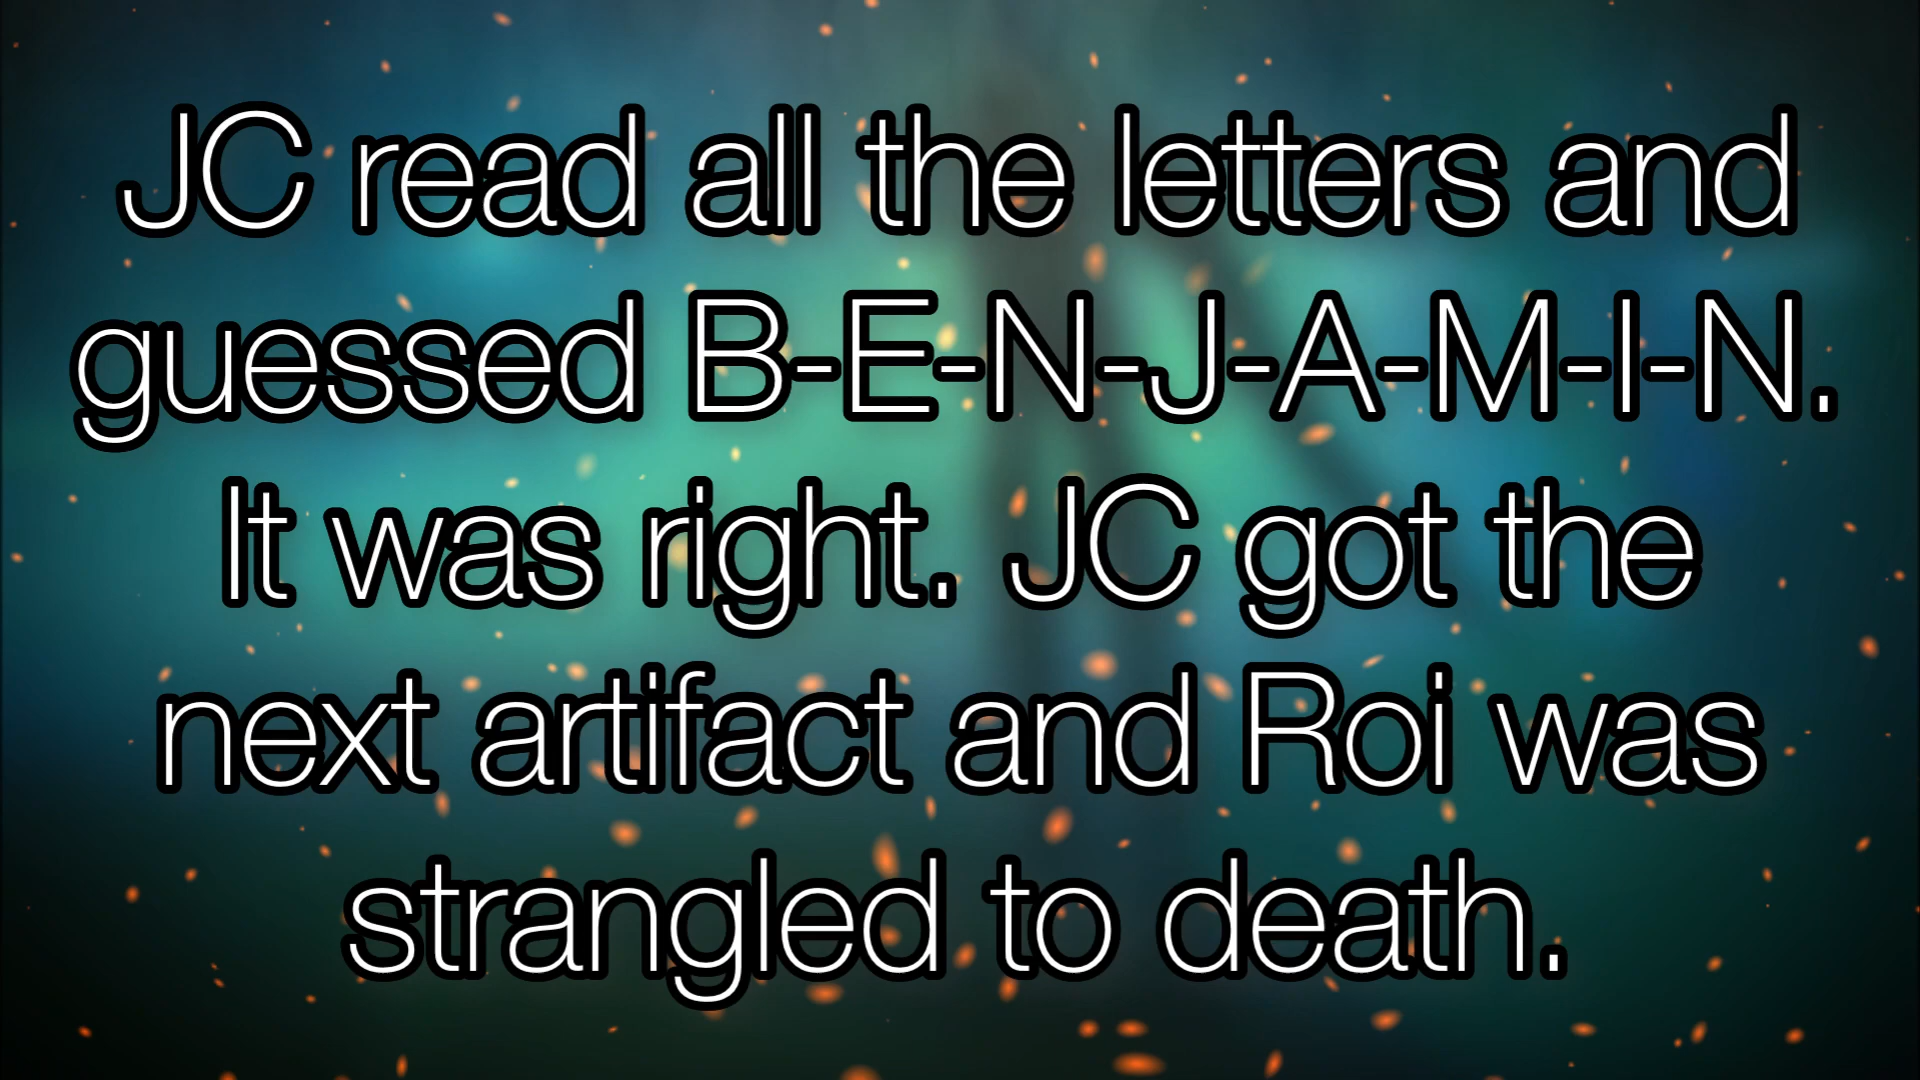 JC read all the letters and
guessed B-E-N-J-A-M-I-N.
It was right. JC got the
next artifact and Roi was
strangled to death.